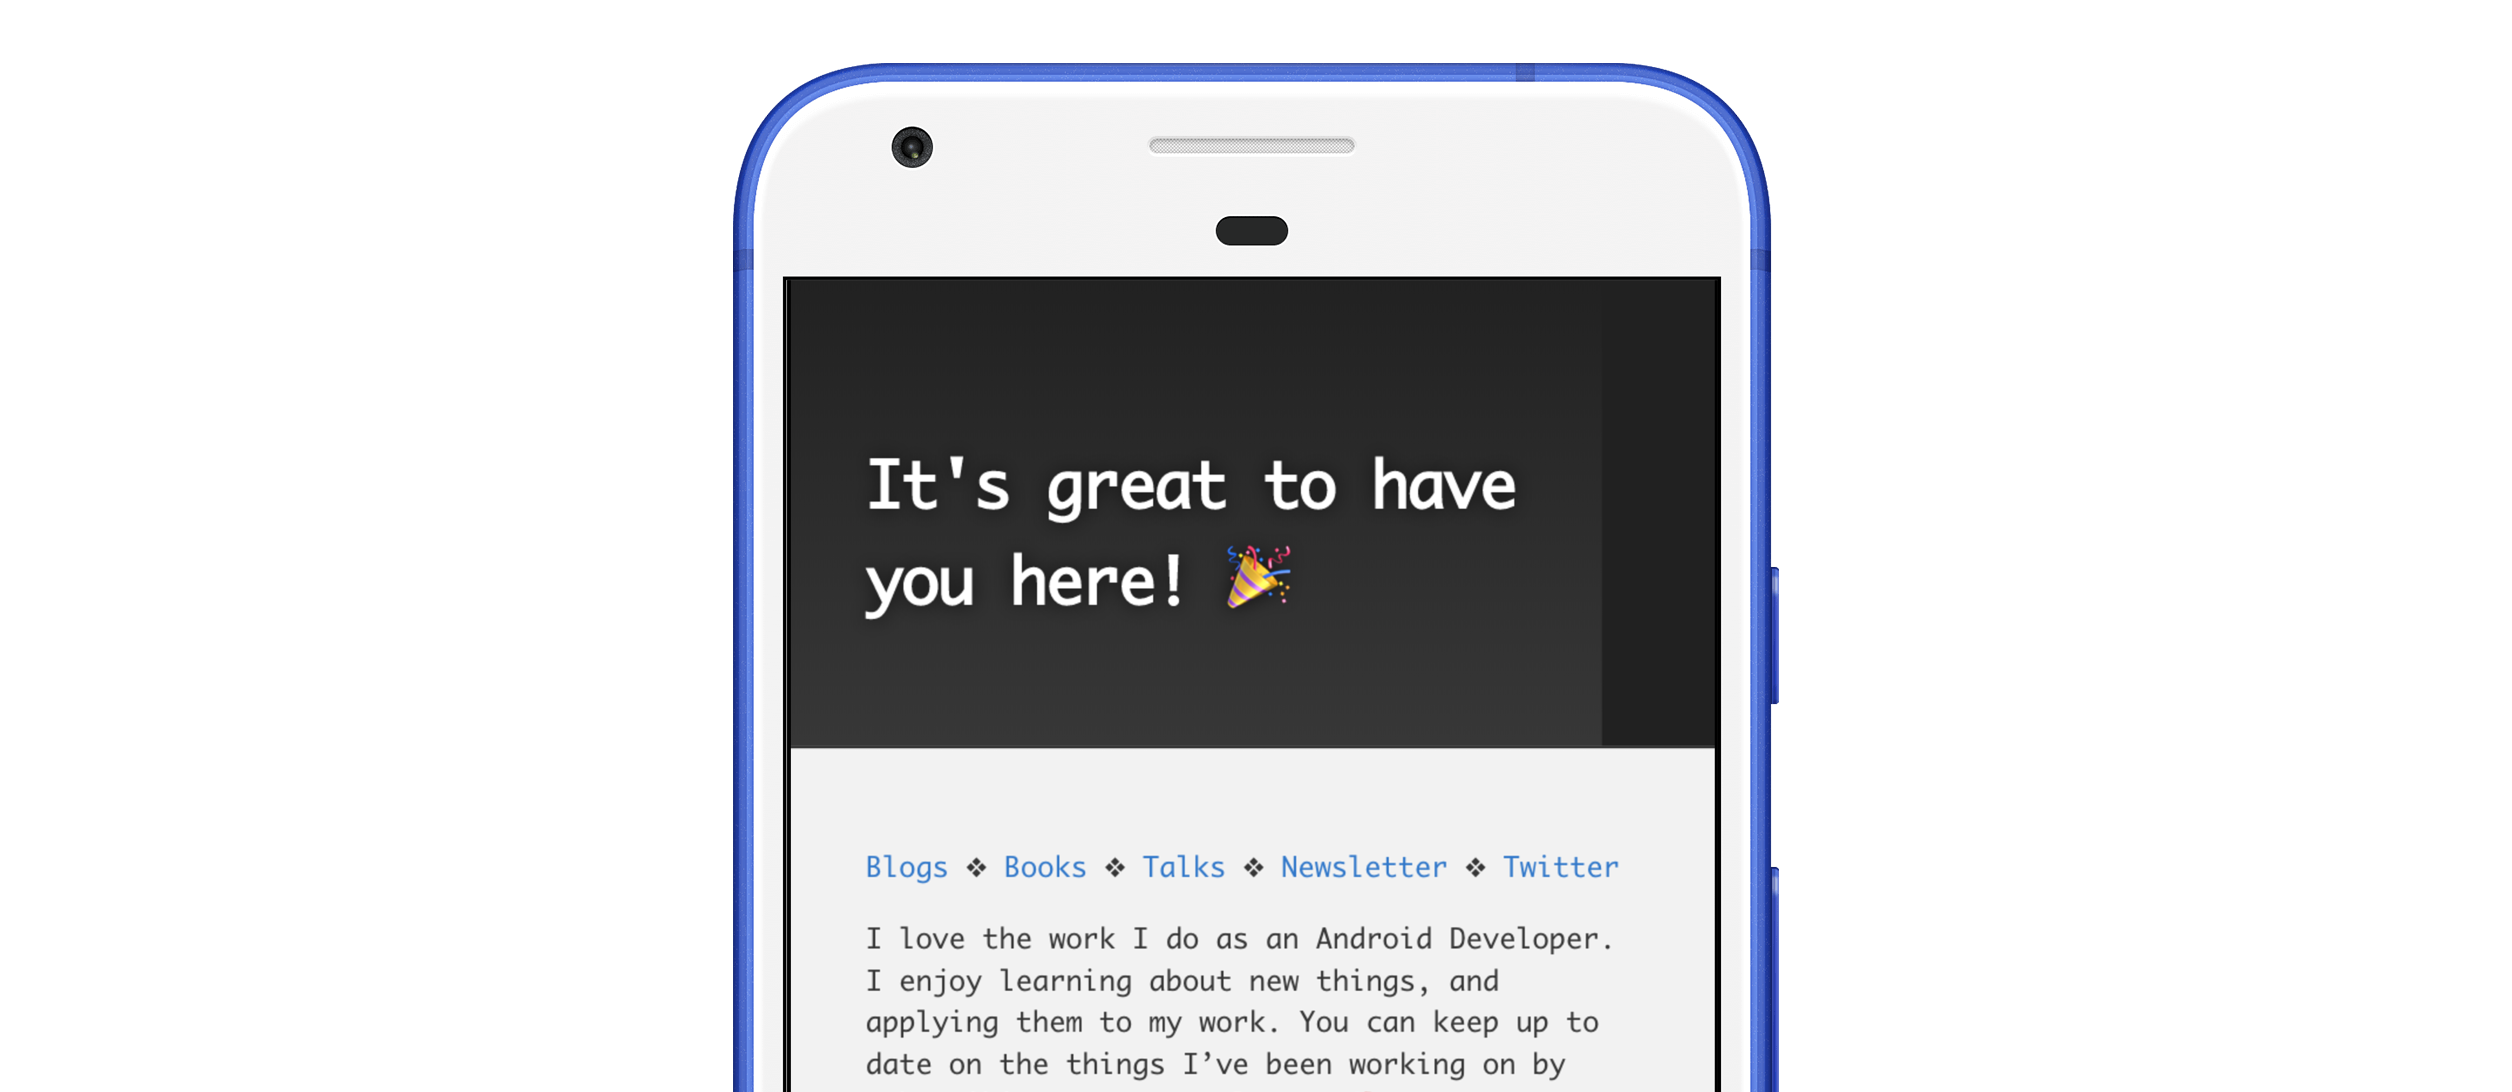 It's great to have
you here! 🎉
Blogs ❖ Books ❖ Talks ❖ Newsletter ❖ Twitter
I love the work I do as an Android Developer.
I enjoy learning about new things, and
applying them to my work. You can keep up to
date on the things I’ve been working on by